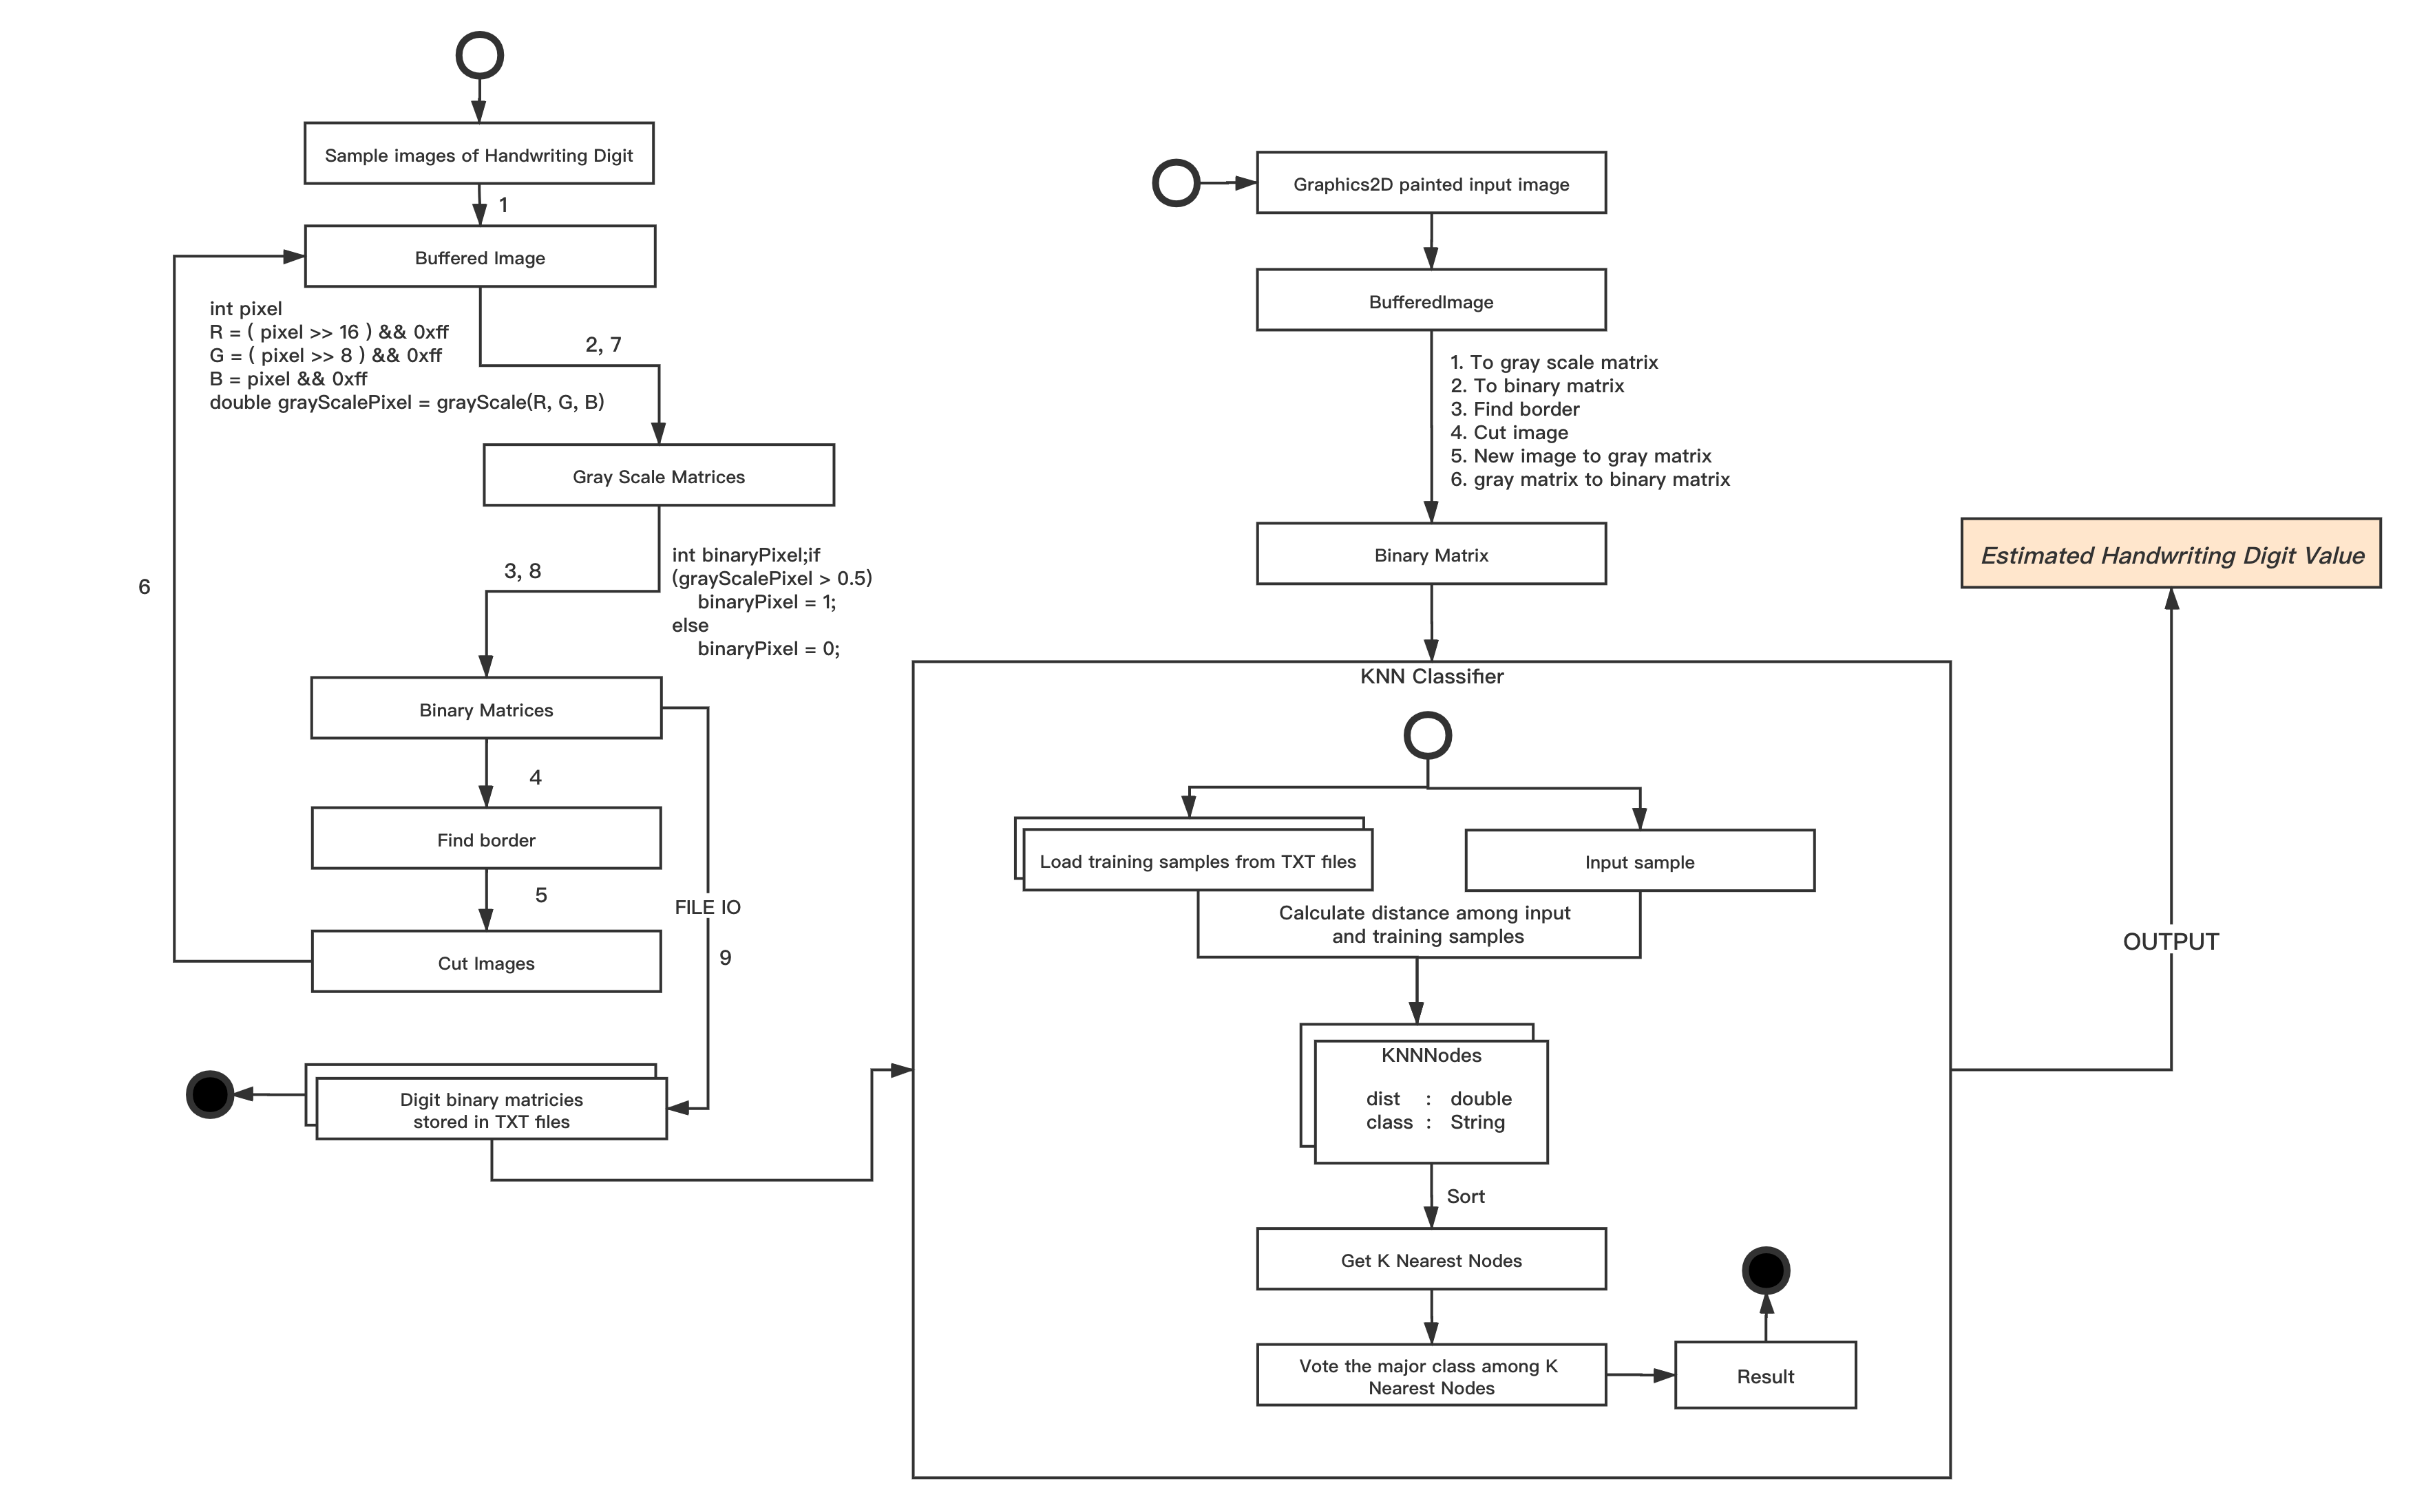 Sample images of Handwriting Digit
1
Buffered Image
int pixel
R = ( pixel >> 16 ) && 0xff
G = ( pixel >> 8 ) && 0xff
B = pixel && 0xff
double grayScalePixel = grayScale(R, G, B)
2, 7
Gray Scale Matrices
3, 8
int binaryPixel;if
(grayScalePixel > 0.5)
binaryPixel = 1;
else
binaryPixel = 0;
6
Binary Matrices
4
Find border
5
Cut Images
FILE IO
9
Digit binary matricies
stored in TXT files
Graphics2D painted input image
BufferedImage
1. To gray scale matrix
2. To binary matrix
3. Find border
4. Cut image
5. New image to gray matrix
6. gray matrix to binary matrix
Binary Matrix
KNN Classifier
Load training samples from TXT files
Input sample
Calculate distance among input
and training samples
KNNNodes
dist : double
class : String
Sort
Get K Nearest Nodes
Vote the major class among K
Nearest Nodes
Result
OUTPUT
Estimated Handwriting Digit Value